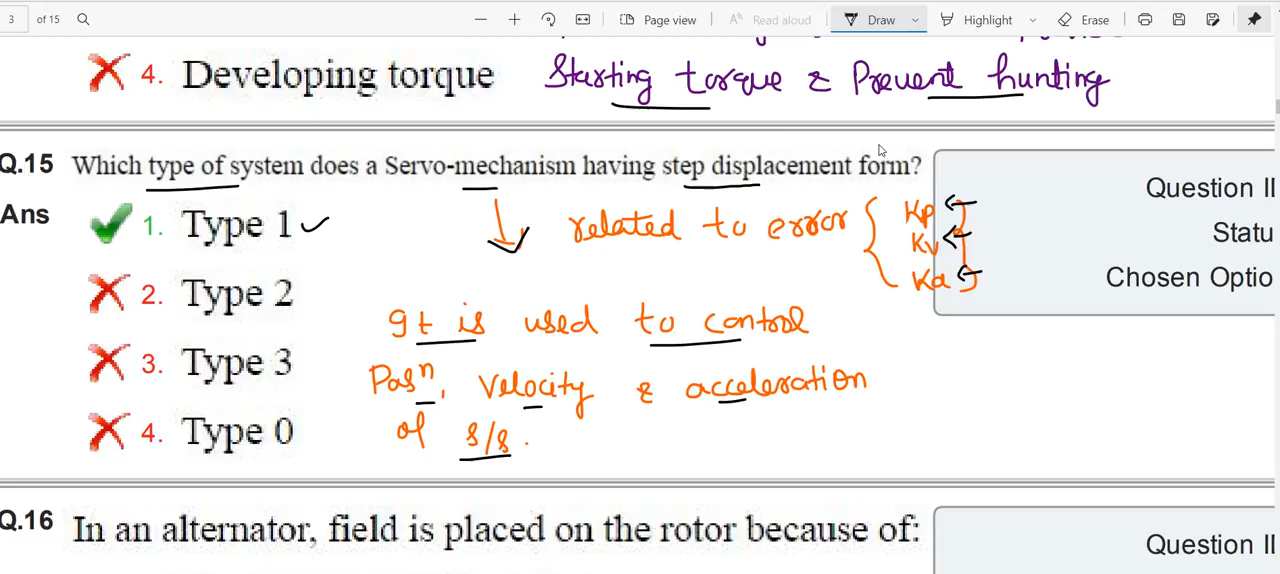 3 of 15 Page view Read aloud Draw Highlight Erase
4. Developing torque Starting torque & Prevent hunting
Q.15 Which type of system does a Servo-mechanism having step displacement form?
Question II
Ans 1. Type 1 related to error { Kp
Kv
Ka
Statu
2. Type 2
Chosen Optio
It is used to control
3. Type 3 Posn, velocity & acceleration
4. Type 0 of s/s.
Q.16 In an alternator, field is placed on the rotor because of:
Question II